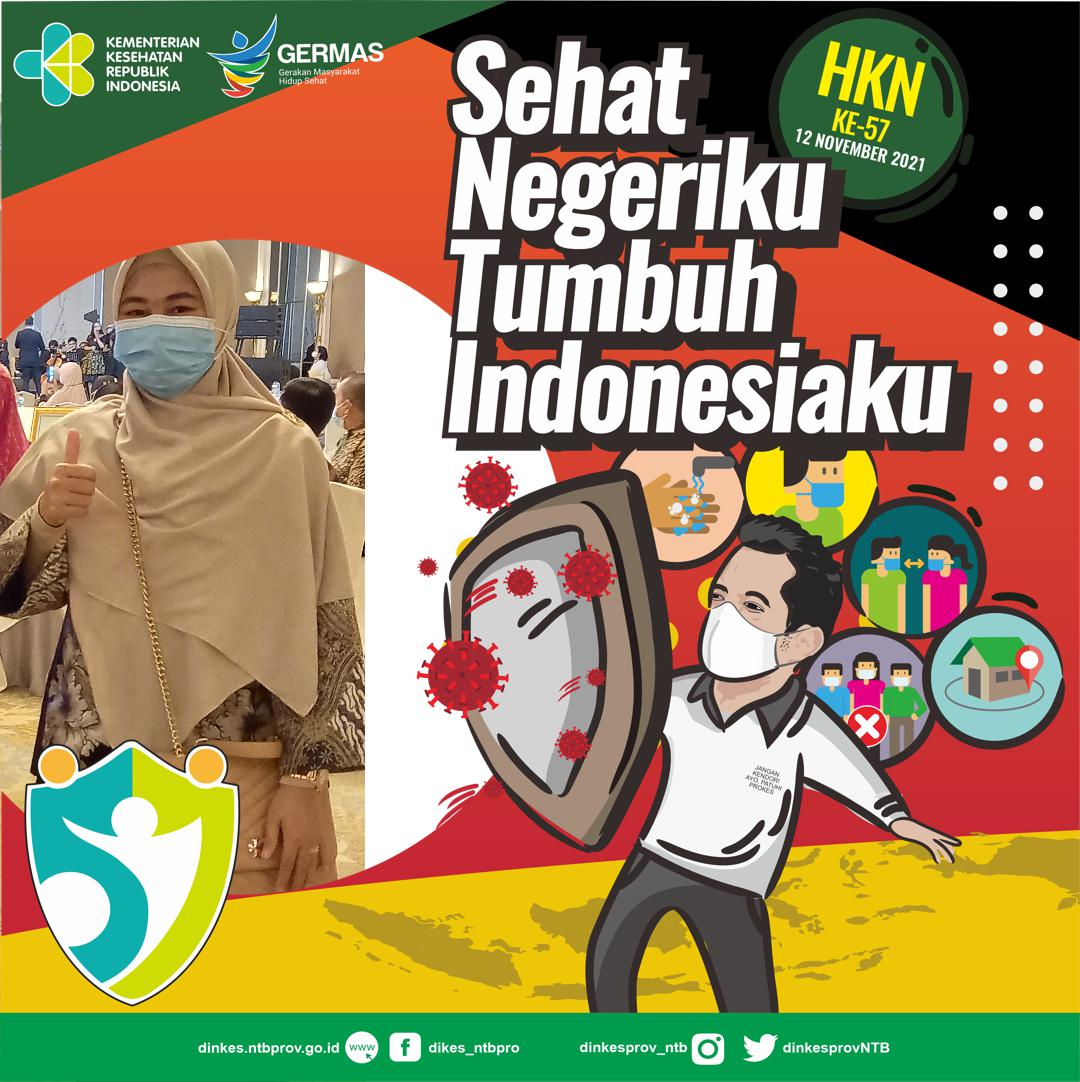 KEMENTERIAN
KESEHATAN
REPUBLIK
INDONESIA
GERMAS
Gerakan Masyarakat
Hidup Sehat
Sehat
Negeriku
Tumbuh
Indonesiaku
HKN
KE-57
12 NOVEMBER 2021
JANGAN
KENDOR!
AYO, PATUHI
PROKES
dinkes.ntbprov.go.id
www
dikes_ntbpro
dinkesprov_ntb
dinkesprovNTB